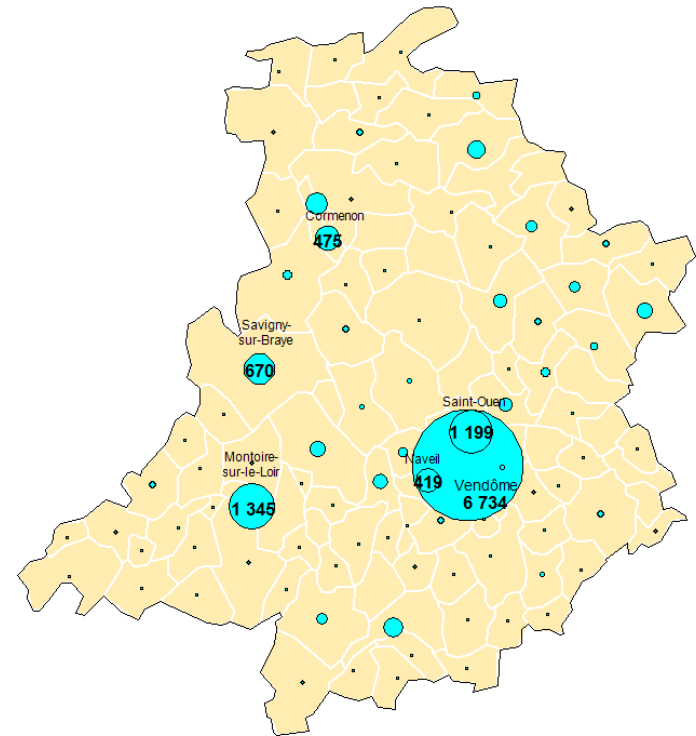 Cormenon
475
Savigny-
sur-Braye
670
Saint-Ouen
1 199
Montoire-
sur-le-Loir
1 345
Naveil
419
Vendôme
6 734